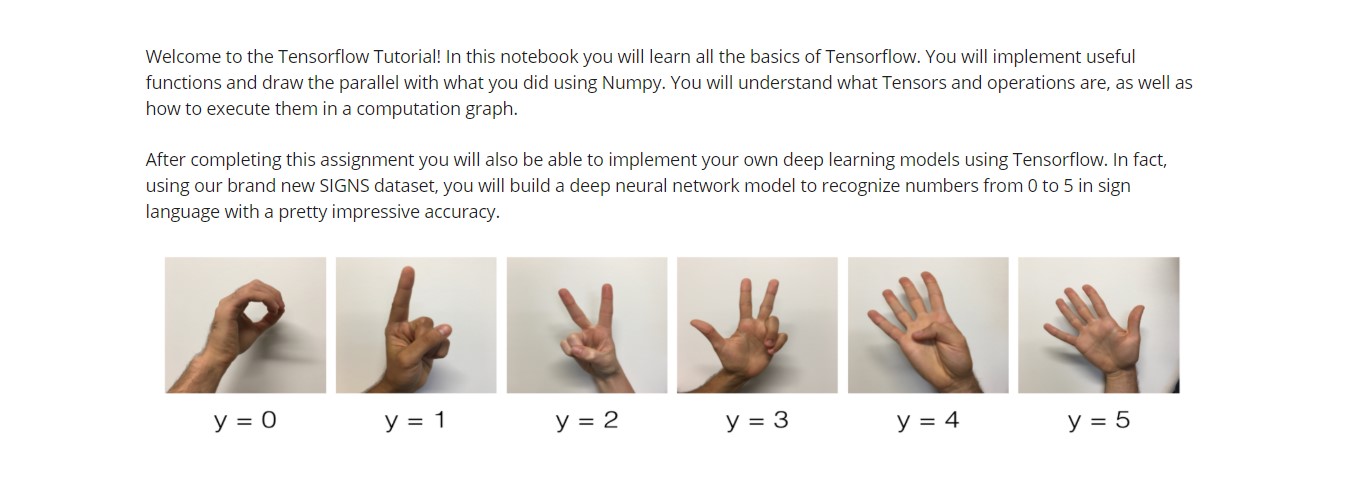 Welcome to the Tensorflow Tutorial! In this notebook you will learn all the basics of Tensorflow. You will implement useful
functions and draw the parallel with what you did using Numpy. You will understand what Tensors and operations are, as well as
how to execute them in a computation graph.
After completing this assignment you will also be able to implement your own deep learning models using Tensorflow. In fact,
using our brand new SIGNS dataset, you will build a deep neural network model to recognize numbers from 0 to 5 in sign
language with a pretty impressive accuracy.
y = 0 y = 1 y = 2 y = 3 y = 4 y = 5